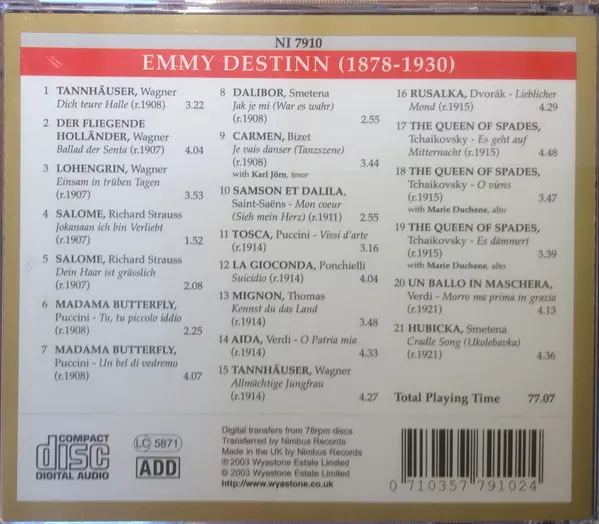 NI 7910
EMMY DESTINN (1878-1930)
1 TANNHÄUSER, Wagner
Dich teure Halle (r.1908) 3.22
2 DER FLIEGENDE
HOLLÄNDER, Wagner
Ballad der Senta (r.1907) 4.04
3 LOHENGRIN, Wagner
Einsam in trüben Tagen
(r.1907) 3.53
4 SALOME, Richard Strauss
Jokanaan ich bin Verliebt
(r.1907) 1.52
5 SALOME, Richard Strauss
Dein Haar ist grässlich
(r.1907) 2.08
6 MADAMA BUTTERFLY,
Puccini - Tu, tu piccolo iddio
(r.1908) 2.25
7 MADAMA BUTTERFLY,
Puccini - Un bel di vedremo
(r.1908) 4.07
8 DALIBOR, Smetena
Jak je mi (War es wahr)
(r.1908) 2.55
9 CARMEN, Bizet
Je vais danser (Tanzszene)
(r.1908) 3.44
with Karl Jörn, tenor
10 SAMSON ET DALILA,
Saint-Saëns - Mon coeur
(Sieh mein Herz) (r.1911) 2.55
11 TOSCA, Puccini - Vissi d'arte
(r.1914) 3.16
12 LA GIOCONDA, Ponchielli
Suicidio (r.1914) 4.04
13 MIGNON, Thomas
Kennst du das Land
(r.1914) 3.48
14 AIDA, Verdi - O Patria mia
(r.1914) 4.33
15 TANNHÄUSER, Wagner
Allmächtige Jungfrau
(r.1914) 4.27
16 RUSALKA, Dvorák - Lieblicher
Mond (r.1915) 4.29
17 THE QUEEN OF SPADES,
Tchaikovsky - Es geht auf
Mitternacht (r.1915) 4.48
18 THE QUEEN OF SPADES,
Tchaikovsky - O viens
(r.1915) 3.47
with Marie Duchene, alto
19 THE QUEEN OF SPADES,
Tchaikovsky - Es dämmert
(r.1915) 3.39
with Marie Duchene, alto
20 UN BALLO IN MASCHERA,
Verdi - Morro ma prima in grazia
(r.1921) 4.13
21 HUBICKA, Smetena
Cradle Song (Ukolebavka)
(r.1921) 4.36
Total Playing Time 77.07
COMPACT
disc
DIGITAL AUDIO
LC 5871
ADD
Digital transfers from 78rpm discs
Transferred by Nimbus Records
Made in the UK by Nimbus Records
℗ 2003 Wyastone Estate Limited
© 2003 Wyastone Estate Limited
http://www.wyastone.co.uk
0 710357 791024